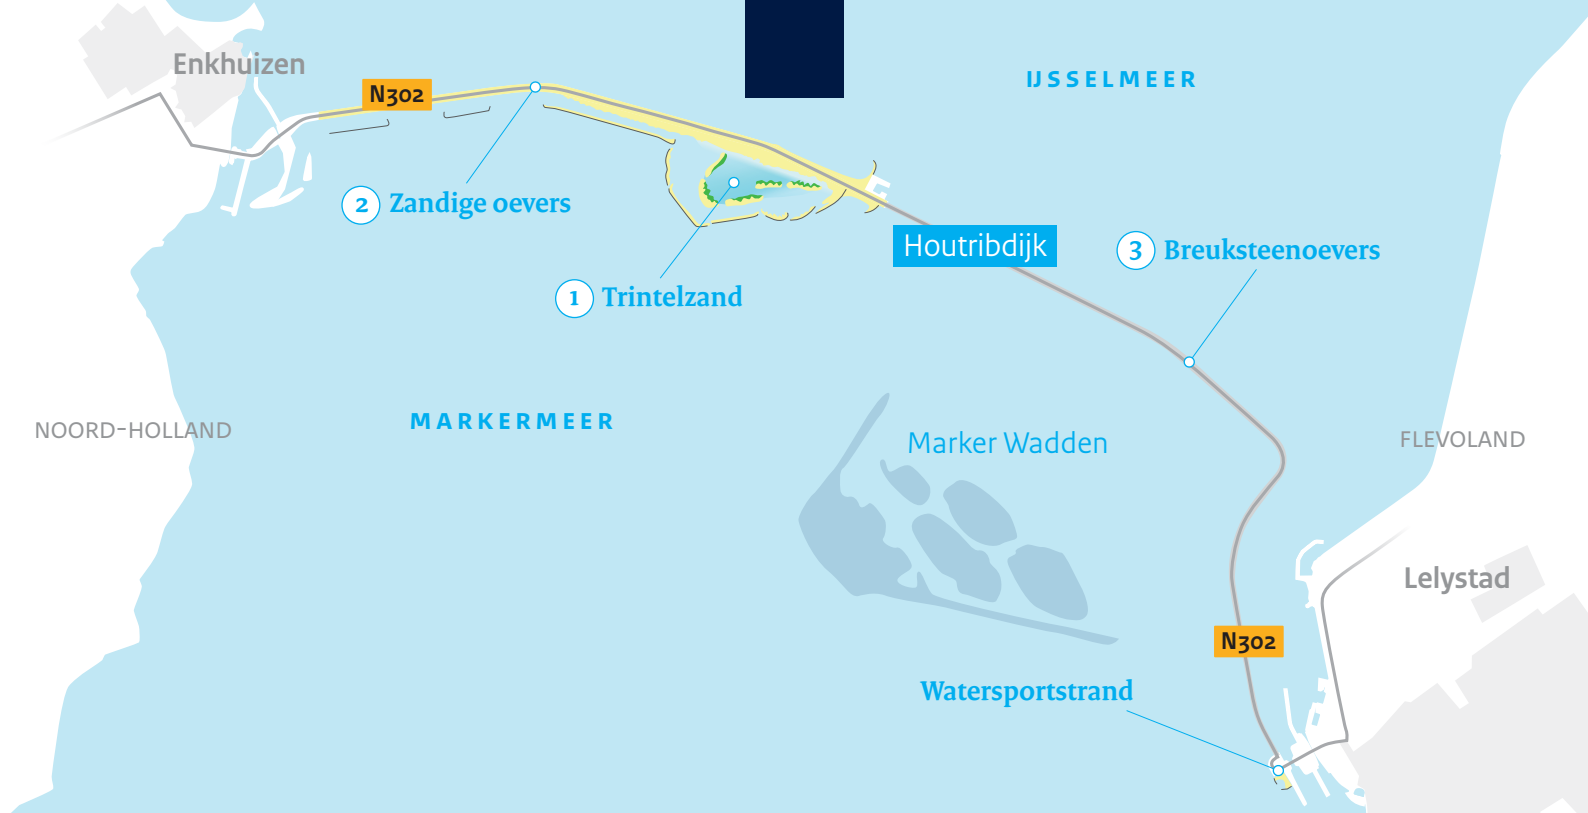 Enkhuizen
N302
IJSSELMEER
2 Zandige oevers
Houtribdijk
3 Breuksteenoevers
1 Trintelzand
MARKERMEER
NOORD-HOLLAND
Marker Wadden
FLEVOLAND
Lelystad
N302
Watersportstrand